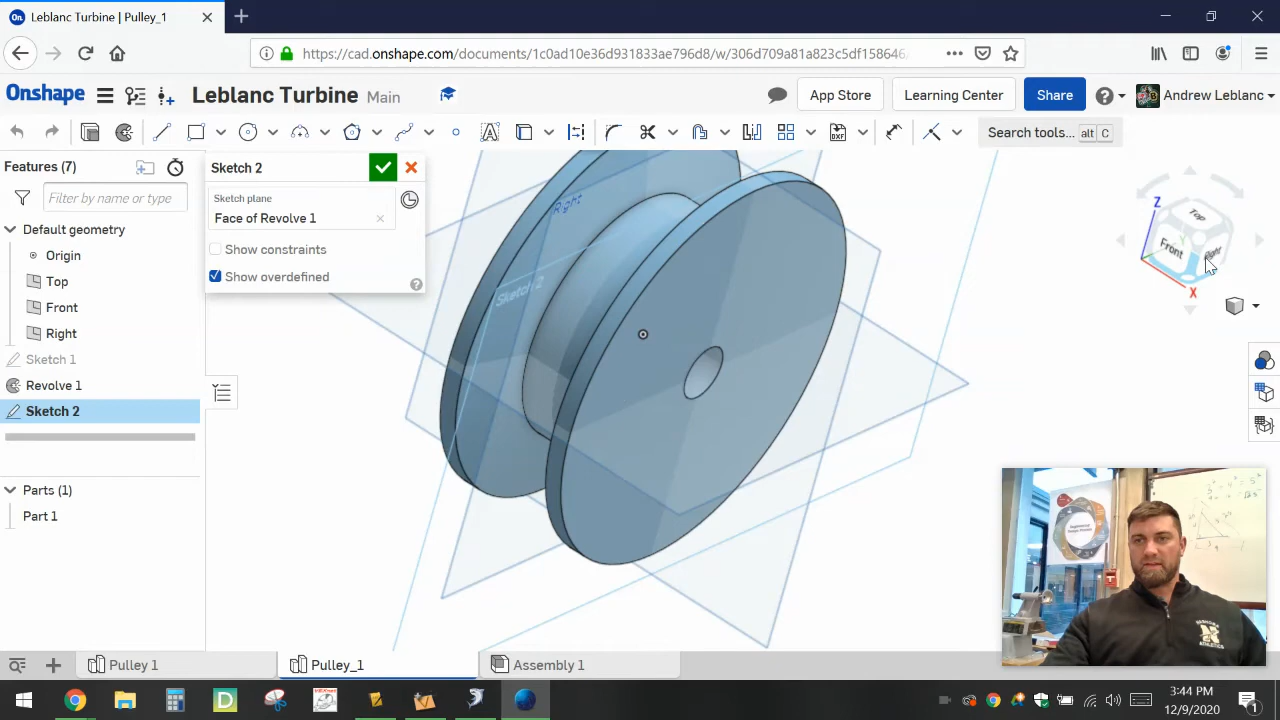 Leblanc Turbine | Pulley_1
https://cad.onshape.com/documents/1c0ad10e36d931833ae796d8/w/306d709a81a823c5df158646
Onshape
Leblanc Turbine Main
App Store
Learning Center
Share
Andrew Leblanc
Search tools... alt C
Features (7)
Filter by name or type
Default geometry
Origin
Top
Front
Right
Sketch 1
Revolve 1
Sketch 2
Parts (1)
Part 1
Sketch 2
Sketch plane
Face of Revolve 1
Show constraints
Show overdefined
Right
Sketch 2
Z
Top
Front
Right
X
Pulley 1
Pulley_1
Assembly 1
3:44 PM
12/9/2020